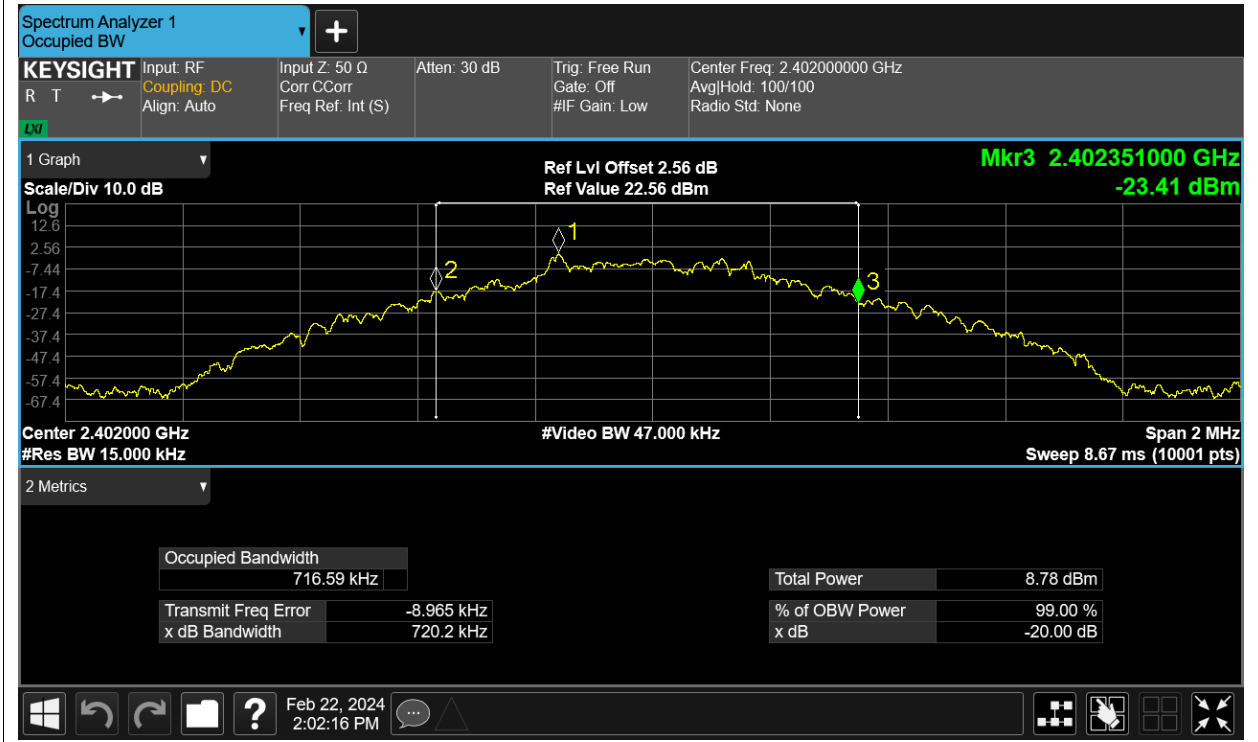 Spectrum Analyzer 1
Occupied BW
KEYSIGHT
R T
LXI
Input: RF
Coupling: DC
Align: Auto
Input Z: 50 Ω
Corr CCorr
Freq Ref: Int (S)
Atten: 30 dB
Trig: Free Run
Gate: Off
#IF Gain: Low
Center Freq: 2.402000000 GHz
Avg|Hold: 100/100
Radio Std: None
1 Graph
Scale/Div 10.0 dB
Ref Lvl Offset 2.56 dB
Ref Value 22.56 dBm
Mkr3 2.402351000 GHz
-23.41 dBm
Log
12.6
2.56
-7.44
-17.4
-27.4
-37.4
-47.4
-57.4
-67.4
1
2
3
Center 2.402000 GHz
#Video BW 47.000 kHz
Span 2 MHz
#Res BW 15.000 kHz
Sweep 8.67 ms (10001 pts)
2 Metrics
Occupied Bandwidth
716.59 kHz
Transmit Freq Error -8.965 kHz
x dB Bandwidth 720.2 kHz
Total Power 8.78 dBm
% of OBW Power 99.00 %
x dB -20.00 dB
?
Feb 22, 2024
2:02:16 PM